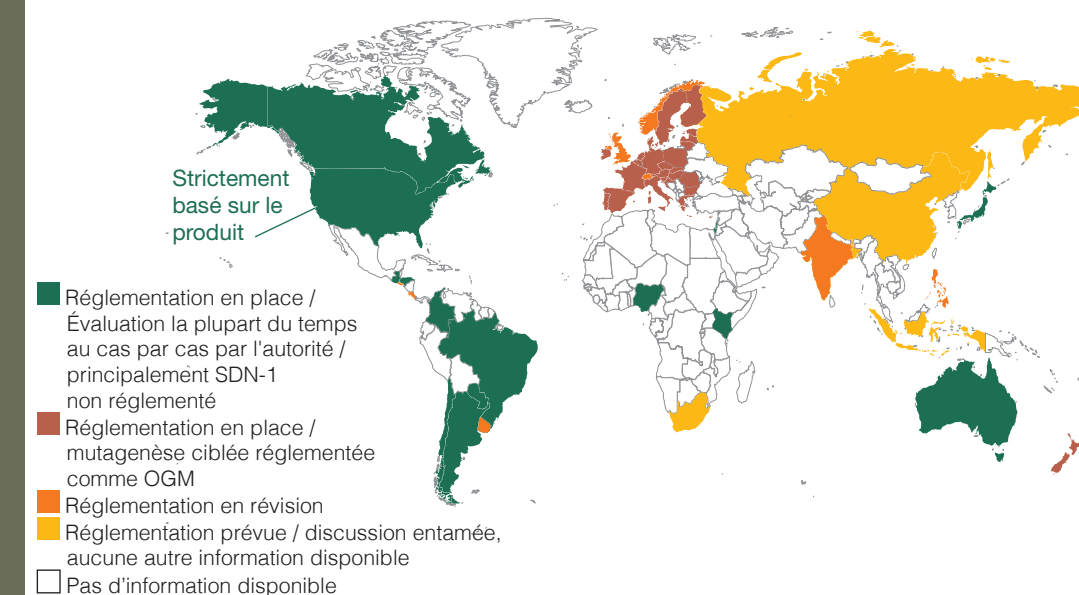 Strictement
basé sur le
produit
Réglementation en place /
Évaluation la plupart du temps
au cas par cas par l'autorité /
principalement SDN-1
non réglementé
Réglementation en place /
mutagenèse ciblée réglementée
comme OGM
Réglementation en révision
Réglementation prévue / discussion entamée,
aucune autre information disponible
Pas d’information disponible